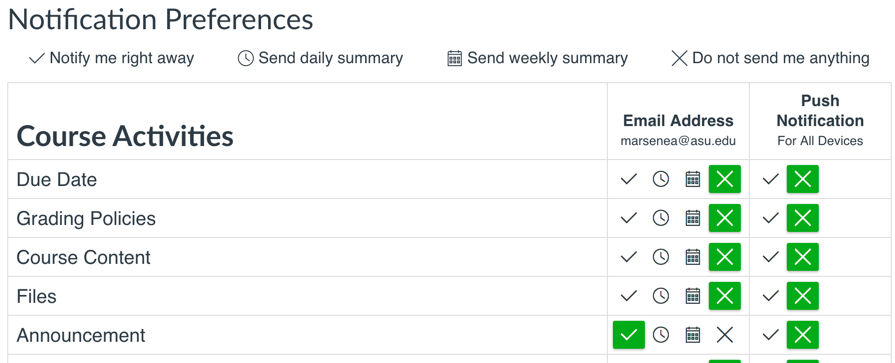 Notification Preferences
Notify me right away Send daily summary Send weekly summary Do not send me anything
Course Activities
Email Address
marsenea@asu.edu
Push
Notification
For All Devices
Due Date
Grading Policies
Course Content
Files
Announcement